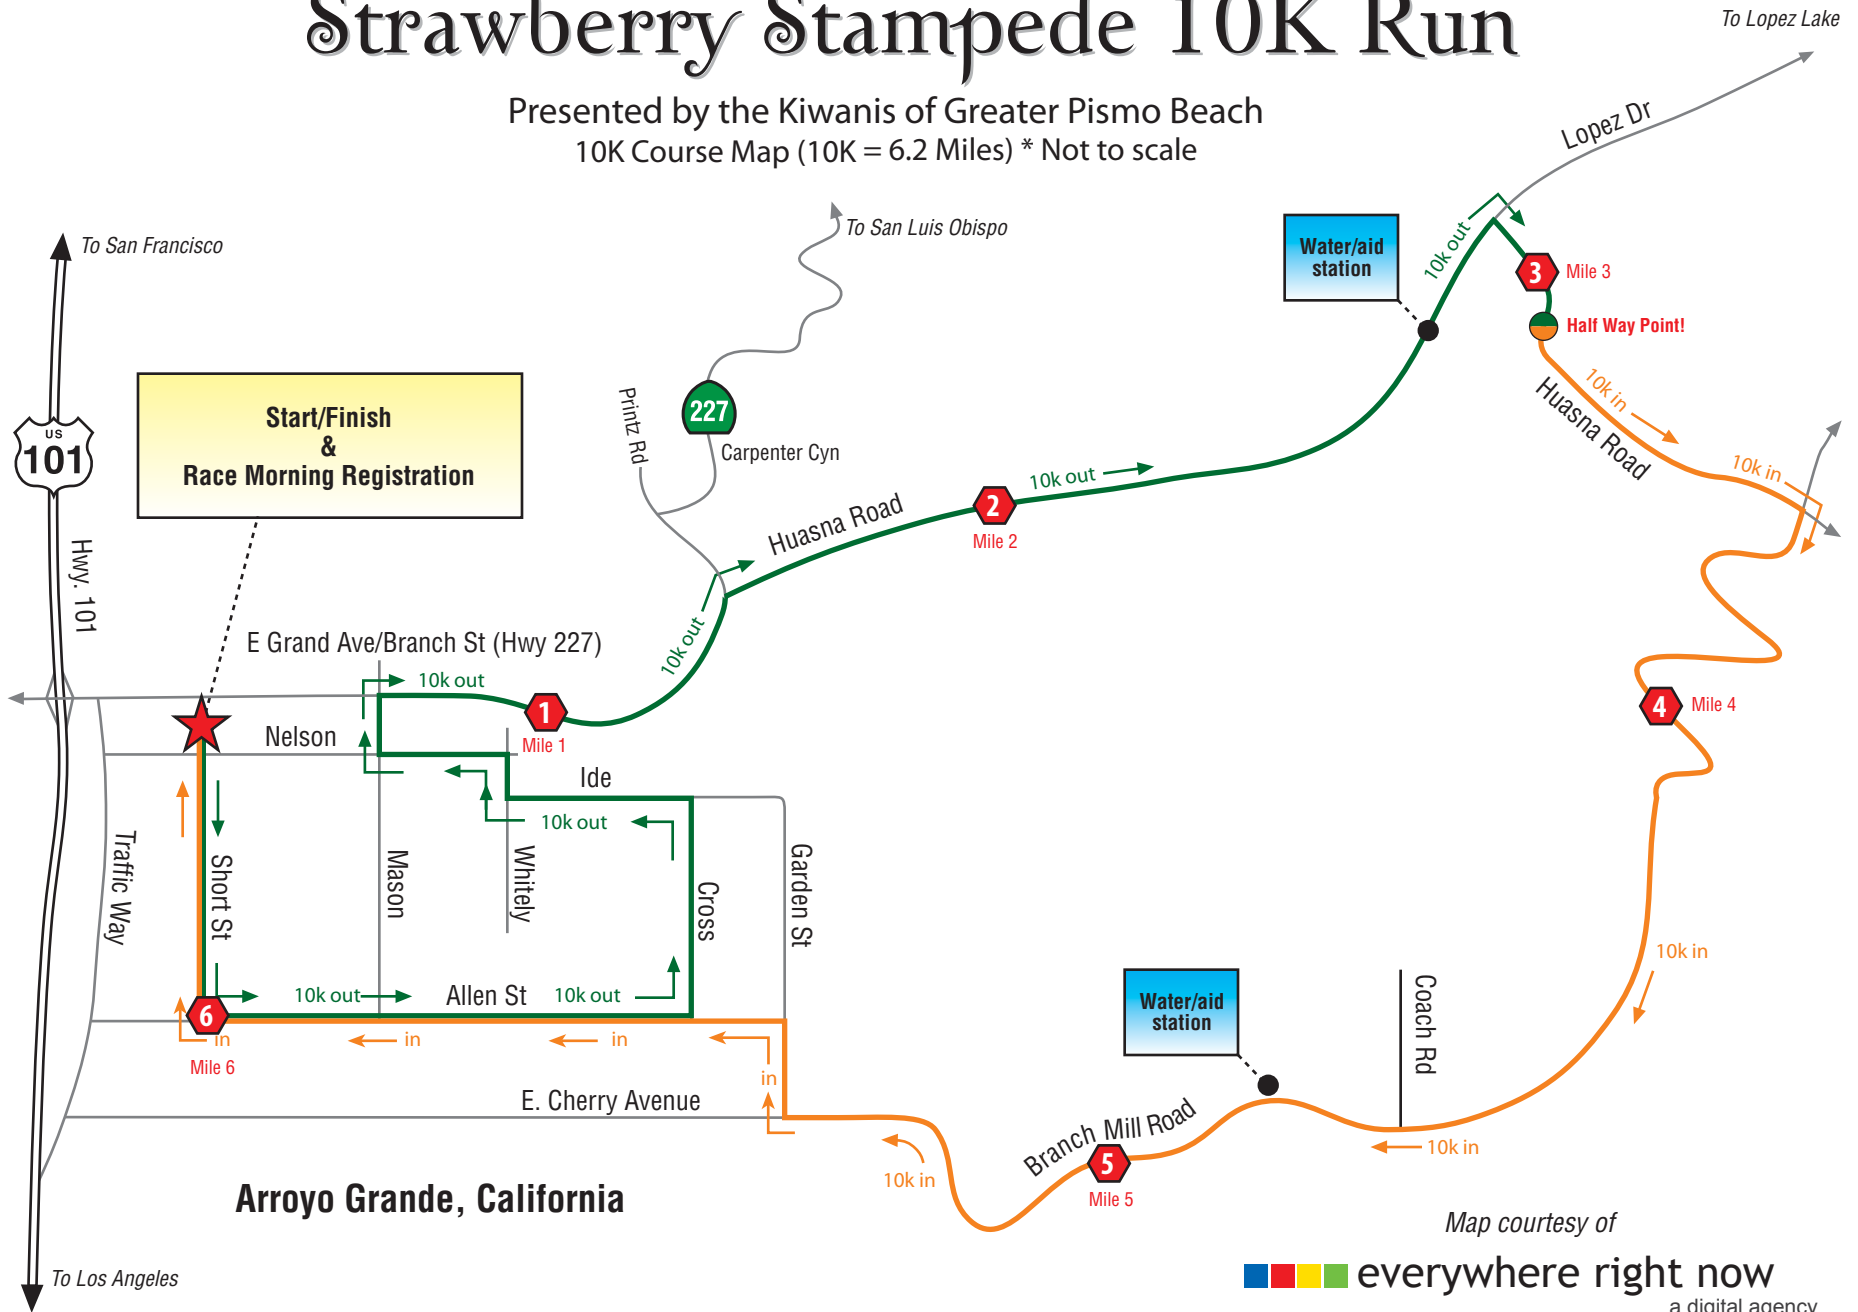 Strawberry Stampede 10K Run
Presented by the Kiwanis of Greater Pismo Beach
10K Course Map (10K = 6.2 Miles) * Not to scale
To Lopez Lake
Lopez Dr
To San Francisco
To San Luis Obispo
Water/aid
station
10k out
3
Mile 3
Half Way Point!
US
101
Start/Finish
&
Race Morning Registration
Printz Rd
227
Carpenter Cyn
10k in
Huasna Road
10k in
10k out
2
Mile 2
Huasna Road
Hwy. 101
E Grand Ave/Branch St (Hwy 227)
10k out
10k out
1
Mile 1
4
Mile 4
Nelson
Ide
10k out
Traffic Way
Short St
Mason
Whitely
Cross
Garden St
10k in
10k out
Allen St
10k out
6
Mile 6
in
in
in
in
Water/aid
station
Coach Rd
E. Cherry Avenue
Branch Mill Road
5
Mile 5
10k in
10k in
Arroyo Grande, California
To Los Angeles
Map courtesy of
everywhere right now
a digital agency